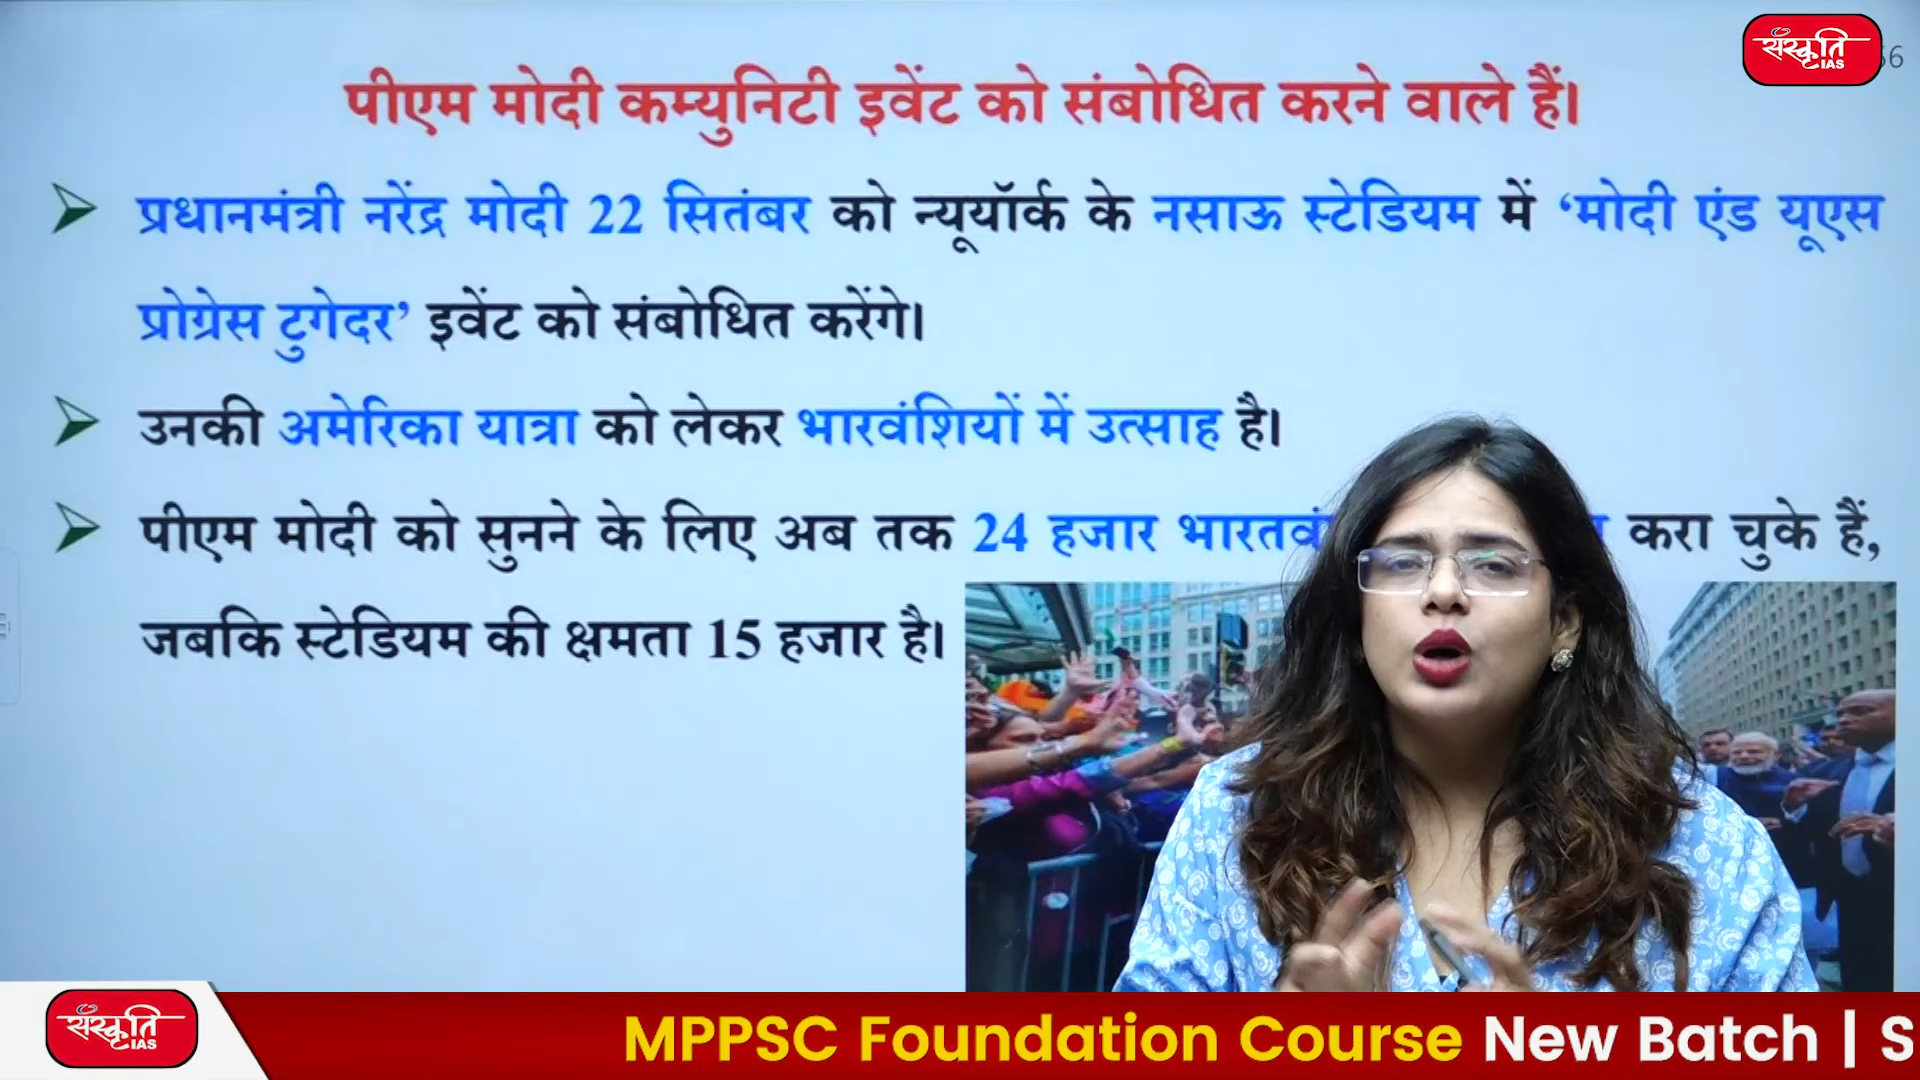 संस्कृति
IAS
56
पीएम मोदी कम्युनिटी इवेंट को संबोधित करने वाले हैं।
प्रधानमंत्री नरेंद्र मोदी 22 सितंबर को न्यूयॉर्क के नसाऊ स्टेडियम में ‘मोदी एंड यूएस
प्रोग्रेस टुगेदर’ इवेंट को संबोधित करेंगे।
उनकी अमेरिका यात्रा को लेकर भारवंशियों में उत्साह है।
पीएम मोदी को सुनने के लिए अब तक 24 हजार करा चुके हैं,
जबकि स्टेडियम की क्षमता 15 हजार है।
संस्कृति
IAS
MPPSC Foundation Course New Batch | S